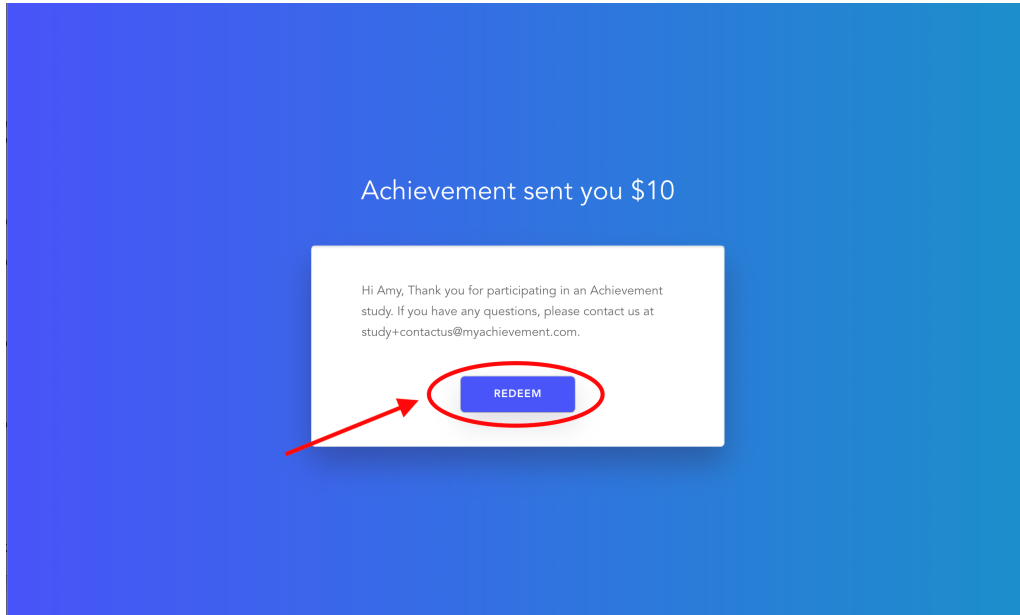 Achievement sent you $10
Hi Amy, Thank you for participating in an Achievement
study. If you have any questions, please contact us at
study+contactus@myachievement.com.
REDEEM